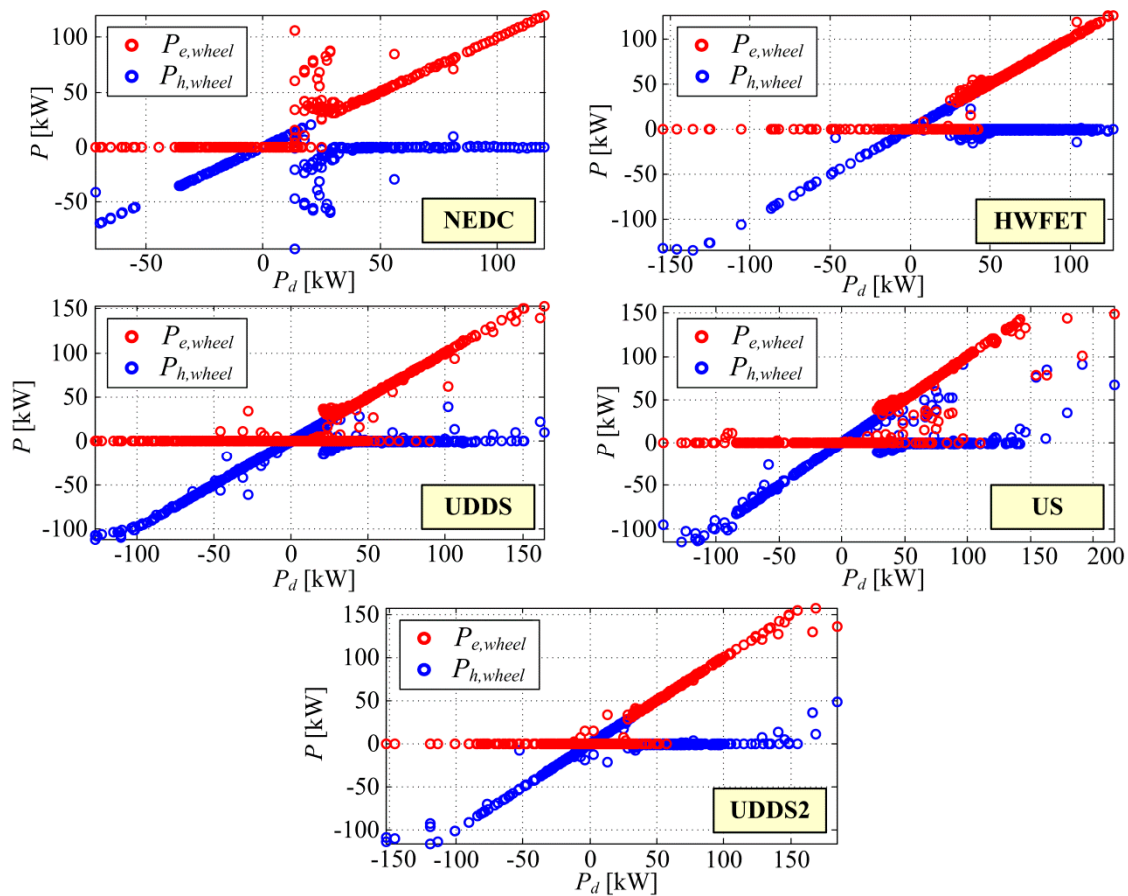 100
50
0
-50
P [kW]
P_e,wheel
P_h,wheel
NEDC
-50 0 50 100
P_d [kW]
100
50
0
-50
-100
P [kW]
P_e,wheel
P_h,wheel
HWFET
-150 -100 -50 0 50 100
P_d [kW]
150
100
50
0
-50
-100
P [kW]
P_e,wheel
P_h,wheel
UDDS
-100 -50 0 50 100 150
P_d [kW]
150
100
50
0
-50
-100
P [kW]
P_e,wheel
P_h,wheel
US
-100 -50 0 50 100 150 200
P_d [kW]
150
100
50
0
-50
-100
P [kW]
P_e,wheel
P_h,wheel
UDDS2
-150 -100 -50 0 50 100 150
P_d [kW]